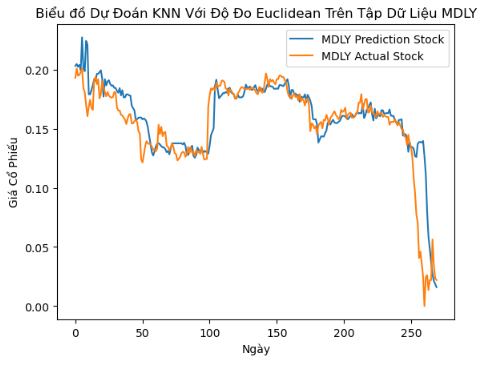 Biểu đồ Dự Đoán KNN Với Độ Đo Euclidean Trên Tập Dữ Liệu MDLY
MDLY Prediction Stock
MDLY Actual Stock
Giá Cổ Phiếu
0.20
0.15
0.10
0.05
0.00
0 50 100 150 200 250
Ngày